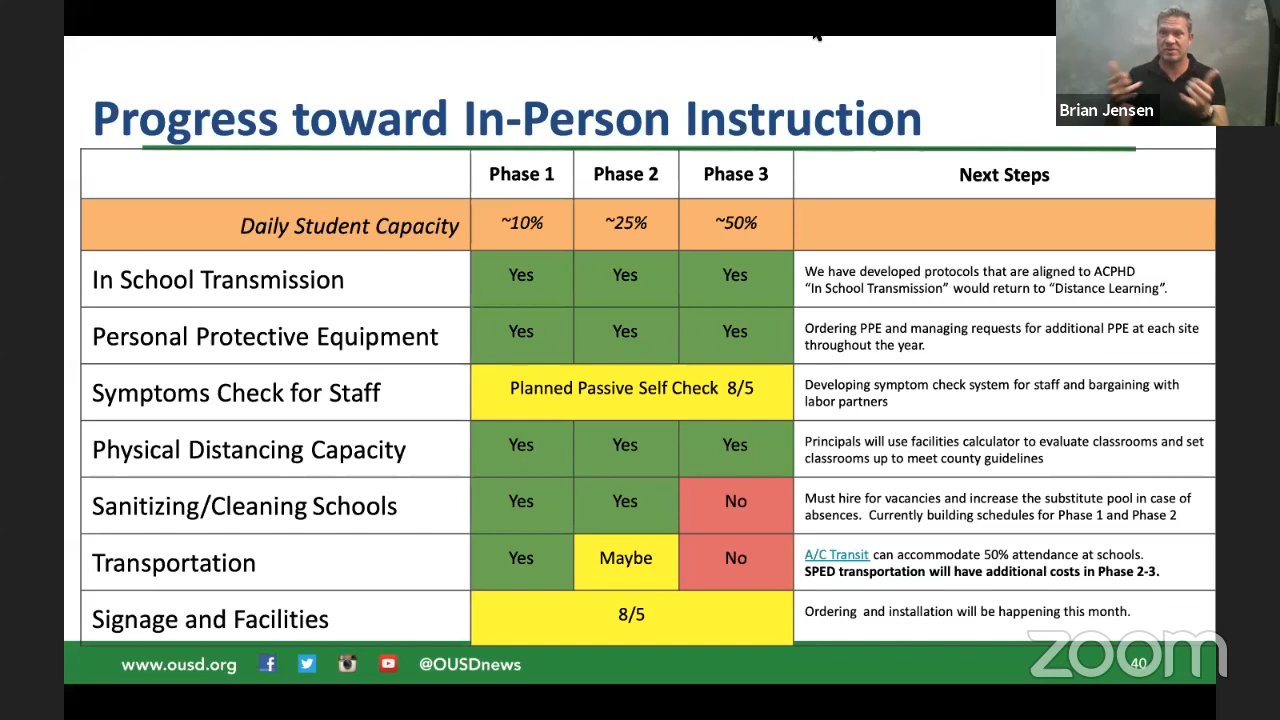 Brian Jensen
Progress toward In-Person Instruction
Phase 1 Phase 2 Phase 3 Next Steps
Daily Student Capacity ~10% ~25% ~50%
In School Transmission Yes Yes Yes
We have developed protocols that are aligned to ACPHD
“In School Transmission” would return to “Distance Learning”.
Personal Protective Equipment Yes Yes Yes
Ordering PPE and managing requests for additional PPE at each site
throughout the year.
Symptoms Check for Staff Planned Passive Self Check 8/5
Developing symptom check system for staff and bargaining with
labor partners
Physical Distancing Capacity Yes Yes Yes
Principals will use facilities calculator to evaluate classrooms and set
classrooms up to meet county guidelines
Sanitizing/Cleaning Schools Yes Yes No
Must hire for vacancies and increase the substitute pool in case of
absences. Currently building schedules for Phase 1 and Phase 2
Transportation Yes Maybe No
A/C Transit can accommodate 50% attendance at schools.
SPED transportation will have additional costs in Phase 2-3.
Signage and Facilities 8/5
Ordering and installation will be happening this month.
www.ousd.org @OUSDnews
40
zoom